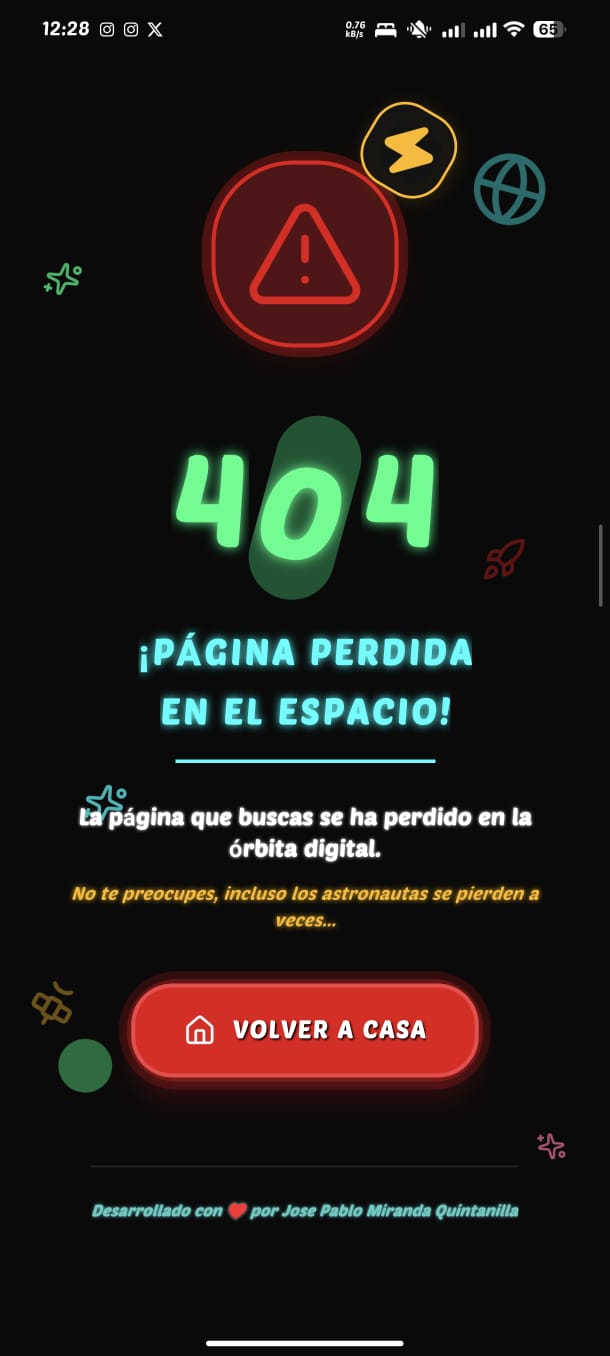 12:28
0.76
kB/s
65
404
¡PÁGINA PERDIDA
EN EL ESPACIO!
La página que buscas se ha perdido en la
órbita digital.
No te preocupes, incluso los astronautas se pierden a
veces...
VOLVER A CASA
Desarrollado con ❤️ por Jose Pablo Miranda Quintanilla